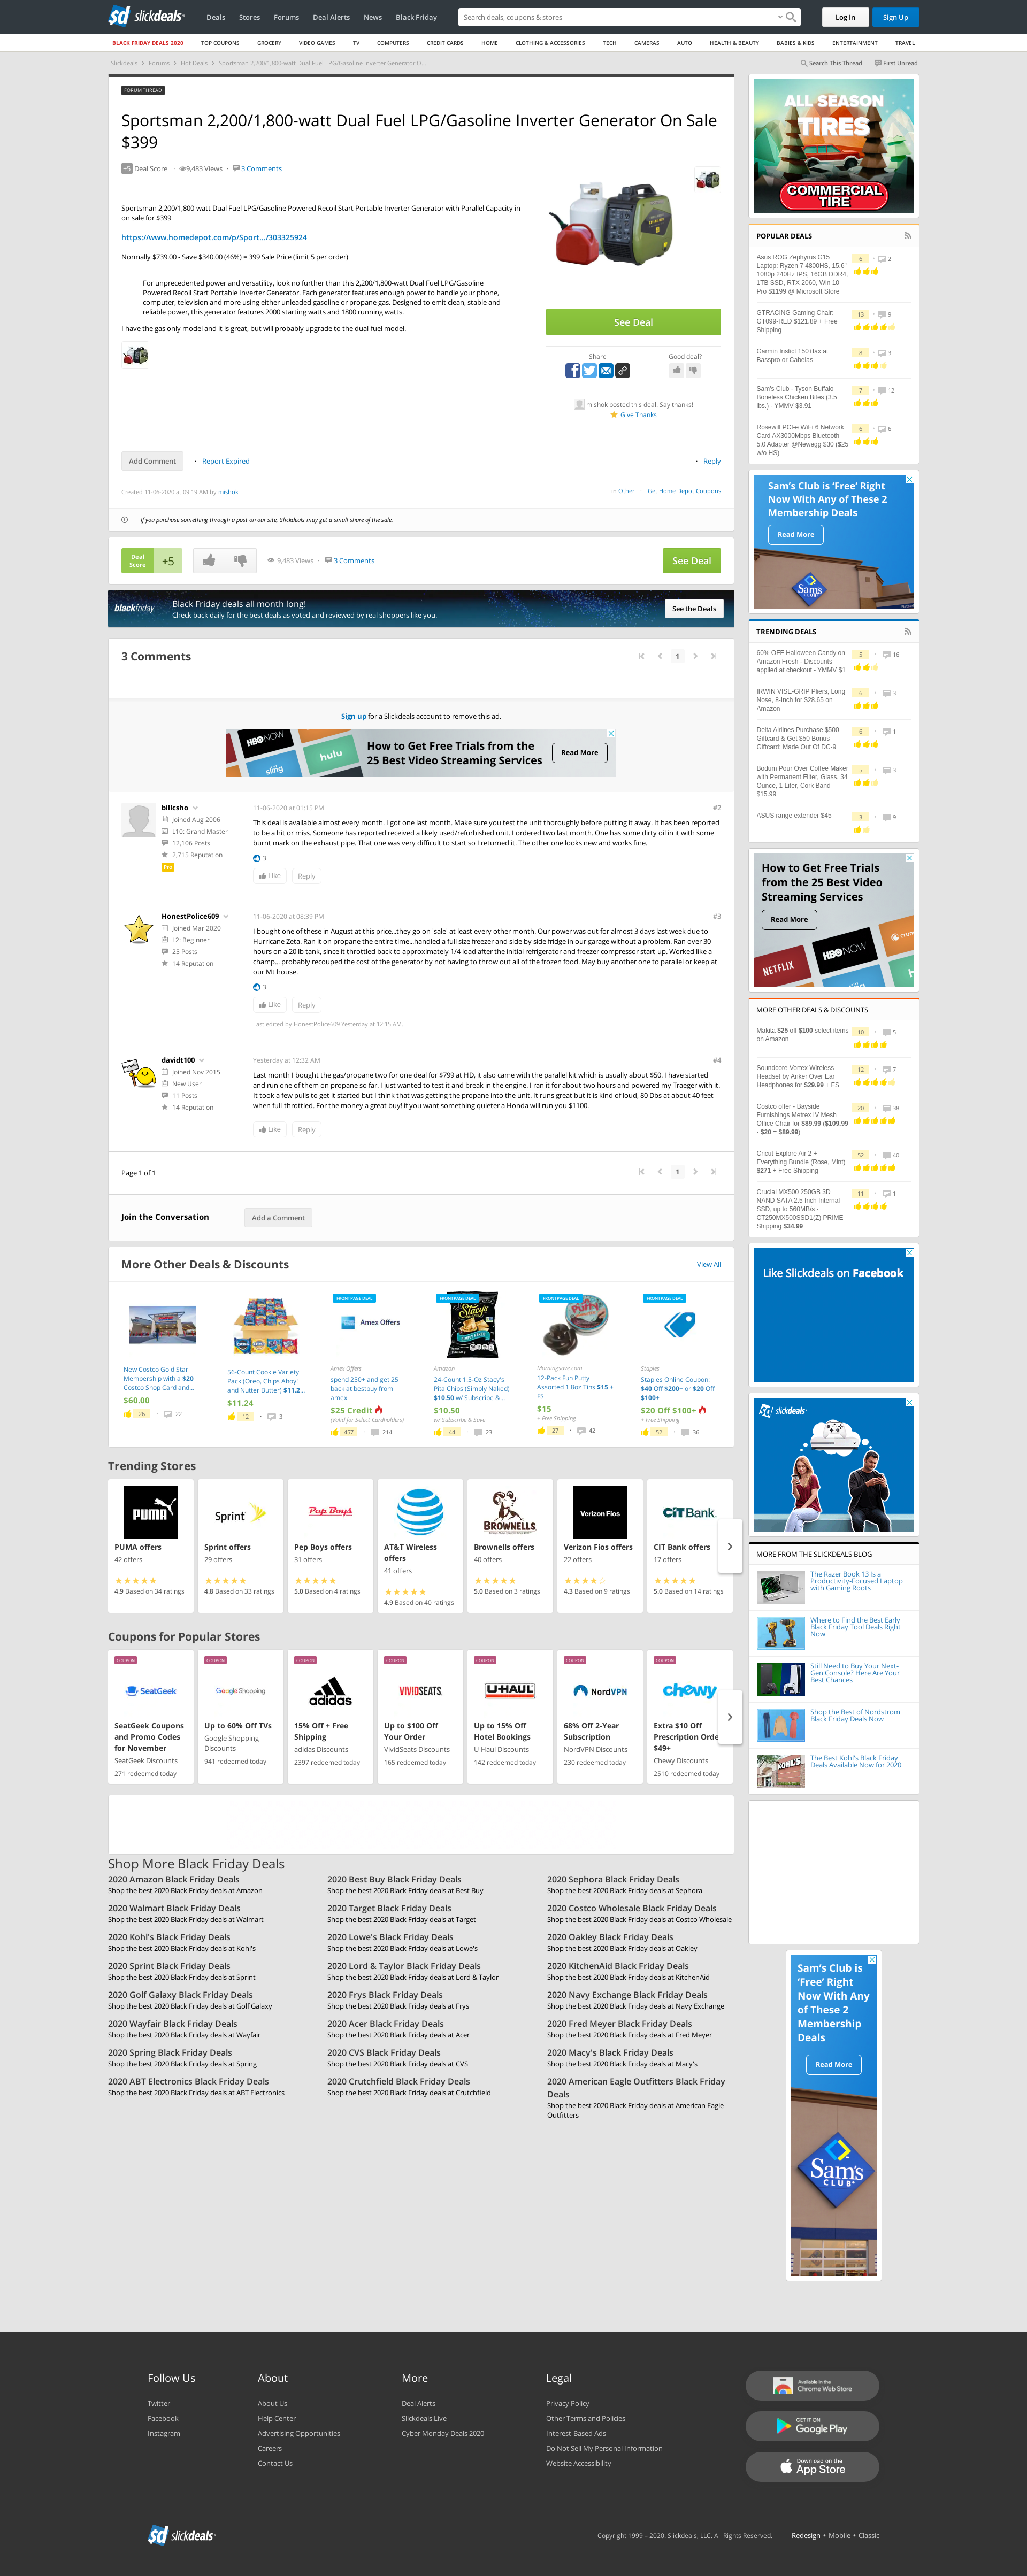 slickdeals
Deals
Stores
Forums
Deal Alerts
News
Black Friday
Search deals, coupons & stores
Log In
Sign Up
BLACK FRIDAY DEALS 2020
TOP COUPONS
GROCERY
VIDEO GAMES
TV
COMPUTERS
CREDIT CARDS
HOME
CLOTHING & ACCESSORIES
TECH
CAMERAS
AUTO
HEALTH & BEAUTY
BABIES & KIDS
ENTERTAINMENT
TRAVEL
Slickdeals > Forums > Hot Deals > Sportsman 2,200/1,800-watt Dual Fuel LPG/Gasoline Inverter Generator O...
Search This Thread
First Unread
FORUM THREAD
Sportsman 2,200/1,800-watt Dual Fuel LPG/Gasoline Inverter Generator On Sale
$399
+5 Deal Score · 9,483 Views · 3 Comments
Sportsman 2,200/1,800-watt Dual Fuel LPG/Gasoline Powered Recoil Start Portable Inverter Generator with Parallel Capacity in
on sale for $399
https://www.homedepot.com/p/Sport.../303325924
Normally $739.00 - Save $340.00 (46%) = 399 Sale Price (limit 5 per order)
For unprecedented power and versatility, look no further than this 2,200/1,800-watt Dual Fuel LPG/Gasoline
Powered Recoil Start Inverter Generator. Each generator features enough power to handle your phone,
computer, television and more using either unleaded gasoline or propane gas. Designed to emit clean, stable and
reliable power, this generator features 2000 starting watts and 1800 running watts.
I have the gas only model and it is great, but will probably upgrade to the dual-fuel model.
See Deal
Share
Good deal?
mishok posted this deal. Say thanks!
Give Thanks
Add Comment · Report Expired
· Reply
Created 11-06-2020 at 09:19 AM by mishok
in Other · Get Home Depot Coupons
If you purchase something through a post on our site, Slickdeals may get a small share of the sale.
Deal
Score
+5
9,483 Views · 3 Comments
See Deal
blackfriday
Black Friday deals all month long!
Check back daily for the best deals as voted and reviewed by real shoppers like you.
See the Deals
3 Comments
1
Sign up for a Slickdeals account to remove this ad.
HBO NOW
hulu
sling
How to Get Free Trials from the
25 Best Video Streaming Services
Read More
billcsho
Joined Aug 2006
L10: Grand Master
12,106 Posts
2,715 Reputation
Pro
11-06-2020 at 01:15 PM
#2
This deal is available almost every month. I got one last month. Make sure you test the unit thoroughly before putting it away. It has been reported
to be a hit or miss. Someone has reported received a likely used/refurbished unit. I ordered two last month. One has some dirty oil in it with some
burnt mark on the exhaust pipe. That one was very difficult to start so I returned it. The other one looks new and works fine.
3
Like
Reply
HonestPolice609
Joined Mar 2020
L2: Beginner
25 Posts
14 Reputation
11-06-2020 at 08:39 PM
#3
I bought one of these in August at this price...they go on 'sale' at least every other month. Our power was out for almost 3 days last week due to
Hurricane Zeta. Ran it on propane the entire time...handled a full size freezer and side by side fridge in our garage without a problem. Ran over 30
hours on a 20 lb tank, since it throttled back to approximately 1/4 load after the initial refrigerator and freezer compressor start-up. Worked like a
champ... probably recouped the cost of the generator by not having to throw out all of the frozen food. May buy another one to parallel or keep at
our Mt house.
3
Like
Reply
Last edited by HonestPolice609 Yesterday at 12:15 AM.
davidt100
Joined Nov 2015
New User
11 Posts
14 Reputation
Yesterday at 12:32 AM
#4
Last month I bought the gas/propane two for one deal for $799 at HD, it also came with the parallel kit which is usually about $50. I have started
and run one of them on propane so far. I just wanted to test it and break in the engine. I ran it for about two hours and powered my Traeger with it.
It took a few pulls to get it started but I think that was getting the propane into the unit. It runs great but it is kind of loud, 80 Dbs at about 40 feet
when full-throttled. For the money a great buy! if you want something quieter a Honda will run you $1100.
Like
Reply
Page 1 of 1
1
Join the Conversation
Add a Comment
More Other Deals & Discounts
View All
New Costco Gold Star
Membership with a $20
Costco Shop Card and...
$60.00
26 · 22
56-Count Cookie Variety
Pack (Oreo, Chips Ahoy!
and Nutter Butter) $11.2...
$11.24
12 · 3
FRONTPAGE DEAL
Amex Offers
Amex Offers
spend 250+ and get 25
back at bestbuy from
amex
$25 Credit
(Valid for Select Cardholders)
457 · 214
FRONTPAGE DEAL
Stacy's
Amazon
24-Count 1.5-Oz Stacy's
Pita Chips (Simply Naked)
$10.50 w/ Subscribe &...
$10.50
w/ Subscribe & Save
44 · 23
FRONTPAGE DEAL
Putty
Morningsave.com
12-Pack Fun Putty
Assorted 1.8oz Tins $15 +
FS
$15
+ Free Shipping
27 · 42
FRONTPAGE DEAL
Staples
Staples Online Coupon:
$40 Off $200+ or $20 Off
$100+
$20 Off $100+
+ Free Shipping
52 · 36
Trending Stores
PUMA
PUMA offers
42 offers
4.9 Based on 34 ratings
Sprint
Sprint offers
29 offers
4.8 Based on 33 ratings
Pep Boys
Pep Boys offers
31 offers
5.0 Based on 4 ratings
AT&T Wireless
offers
41 offers
4.9 Based on 40 ratings
BROWNELLS
Brownells offers
40 offers
5.0 Based on 3 ratings
Verizon Fios
Verizon Fios offers
22 offers
4.3 Based on 9 ratings
CIT Bank
CIT Bank offers
17 offers
5.0 Based on 14 ratings
Coupons for Popular Stores
COUPON
SeatGeek
SeatGeek Coupons
and Promo Codes
for November
SeatGeek Discounts
271 redeemed today
COUPON
Google Shopping
Up to 60% Off TVs
Google Shopping
Discounts
941 redeemed today
COUPON
adidas
15% Off + Free
Shipping
adidas Discounts
2397 redeemed today
COUPON
VIVIDSEATS
Up to $100 Off
Your Order
VividSeats Discounts
165 redeemed today
COUPON
U-HAUL
Up to 15% Off
Hotel Bookings
U-Haul Discounts
142 redeemed today
COUPON
NordVPN
68% Off 2-Year
Subscription
NordVPN Discounts
230 redeemed today
COUPON
chewy
Extra $10 Off
Prescription Orde
$49+
Chewy Discounts
2510 redeemed today
Shop More Black Friday Deals
2020 Amazon Black Friday Deals
Shop the best 2020 Black Friday deals at Amazon
2020 Walmart Black Friday Deals
Shop the best 2020 Black Friday deals at Walmart
2020 Kohl's Black Friday Deals
Shop the best 2020 Black Friday deals at Kohl's
2020 Sprint Black Friday Deals
Shop the best 2020 Black Friday deals at Sprint
2020 Golf Galaxy Black Friday Deals
Shop the best 2020 Black Friday deals at Golf Galaxy
2020 Wayfair Black Friday Deals
Shop the best 2020 Black Friday deals at Wayfair
2020 Spring Black Friday Deals
Shop the best 2020 Black Friday deals at Spring
2020 ABT Electronics Black Friday Deals
Shop the best 2020 Black Friday deals at ABT Electronics
2020 Best Buy Black Friday Deals
Shop the best 2020 Black Friday deals at Best Buy
2020 Target Black Friday Deals
Shop the best 2020 Black Friday deals at Target
2020 Lowe's Black Friday Deals
Shop the best 2020 Black Friday deals at Lowe's
2020 Lord & Taylor Black Friday Deals
Shop the best 2020 Black Friday deals at Lord & Taylor
2020 Frys Black Friday Deals
Shop the best 2020 Black Friday deals at Frys
2020 Acer Black Friday Deals
Shop the best 2020 Black Friday deals at Acer
2020 CVS Black Friday Deals
Shop the best 2020 Black Friday deals at CVS
2020 Crutchfield Black Friday Deals
Shop the best 2020 Black Friday deals at Crutchfield
2020 Sephora Black Friday Deals
Shop the best 2020 Black Friday deals at Sephora
2020 Costco Wholesale Black Friday Deals
Shop the best 2020 Black Friday deals at Costco Wholesale
2020 Oakley Black Friday Deals
Shop the best 2020 Black Friday deals at Oakley
2020 KitchenAid Black Friday Deals
Shop the best 2020 Black Friday deals at KitchenAid
2020 Navy Exchange Black Friday Deals
Shop the best 2020 Black Friday deals at Navy Exchange
2020 Fred Meyer Black Friday Deals
Shop the best 2020 Black Friday deals at Fred Meyer
2020 Macy's Black Friday Deals
Shop the best 2020 Black Friday deals at Macy's
2020 American Eagle Outfitters Black Friday
Deals
Shop the best 2020 Black Friday deals at American Eagle
Outfitters
ALL SEASON
TIRES
COMMERCIAL
TIRE
POPULAR DEALS
Asus ROG Zephyrus G15
Laptop: Ryzen 7 4800HS, 15.6"
1080p 240Hz IPS, 16GB DDR4,
1TB SSD, RTX 2060, Win 10
Pro $1199 @ Microsoft Store
6 · 2
GTRACING Gaming Chair:
GT099-RED $121.89 + Free
Shipping
13 · 9
Garmin Instict 150+tax at
Basspro or Cabelas
8 · 3
Sam's Club - Tyson Buffalo
Boneless Chicken Bites (3.5
lbs.) - YMMV $3.91
7 · 12
Rosewill PCI-e WiFi 6 Network
Card AX3000Mbps Bluetooth
5.0 Adapter @Newegg $30 ($25
w/o HS)
6 · 6
Sam's Club is 'Free' Right
Now With Any of These 2
Membership Deals
Read More
Sam's
CLUB
TRENDING DEALS
60% OFF Halloween Candy on
Amazon Fresh - Discounts
applied at checkout - YMMV $1
5 · 16
IRWIN VISE-GRIP Pliers, Long
Nose, 8-Inch for $28.65 on
Amazon
6 · 3
Delta Airlines Purchase $500
Giftcard & Get $50 Bonus
Giftcard: Made Out Of DC-9
6 · 1
Bodum Pour Over Coffee Maker
with Permanent Filter, Glass, 34
Ounce, 1 Liter, Cork Band
$15.99
5 · 3
ASUS range extender $45
3 · 9
How to Get Free Trials
from the 25 Best Video
Streaming Services
Read More
NETFLIX
HBO NOW
crunchy
hulu
sling
MORE OTHER DEALS & DISCOUNTS
Makita $25 off $100 select items
on Amazon
10 · 5
Soundcore Vortex Wireless
Headset by Anker Over Ear
Headphones for $29.99 + FS
12 · 7
Costco offer - Bayside
Furnishings Metrex IV Mesh
Office Chair for $89.99 ($109.99
- $20 = $89.99)
20 · 38
Cricut Explore Air 2 +
Everything Bundle (Rose, Mint)
$271 + Free Shipping
52 · 40
Crucial MX500 250GB 3D
NAND SATA 2.5 Inch Internal
SSD, up to 560MB/s -
CT250MX500SSD1(Z) PRIME
Shipping $34.99
11 · 1
Like Slickdeals on Facebook
slickdeals
MORE FROM THE SLICKDEALS BLOG
The Razer Book 13 Is a
Productivity-Focused Laptop
with Gaming Roots
Where to Find the Best Early
Black Friday Tool Deals Right
Now
Still Need to Buy Your Next-
Gen Console? Here Are Your
Best Chances
Shop the Best of Nordstrom
Black Friday Deals Now
The Best Kohl's Black Friday
Deals Available Now for 2020
Sam's Club is
'Free' Right
Now With Any
of These 2
Membership
Deals
Read More
Sam's
CLUB
Follow Us
Twitter
Facebook
Instagram
About
About Us
Help Center
Advertising Opportunities
Careers
Contact Us
More
Deal Alerts
Slickdeals Live
Cyber Monday Deals 2020
Legal
Privacy Policy
Other Terms and Policies
Interest-Based Ads
Do Not Sell My Personal Information
Website Accessibility
Available in the
Chrome Web Store
GET IT ON
Google Play
Download on the
App Store
slickdeals
Copyright 1999 - 2020. Slickdeals, LLC. All Rights Reserved.
Redesign • Mobile • Classic